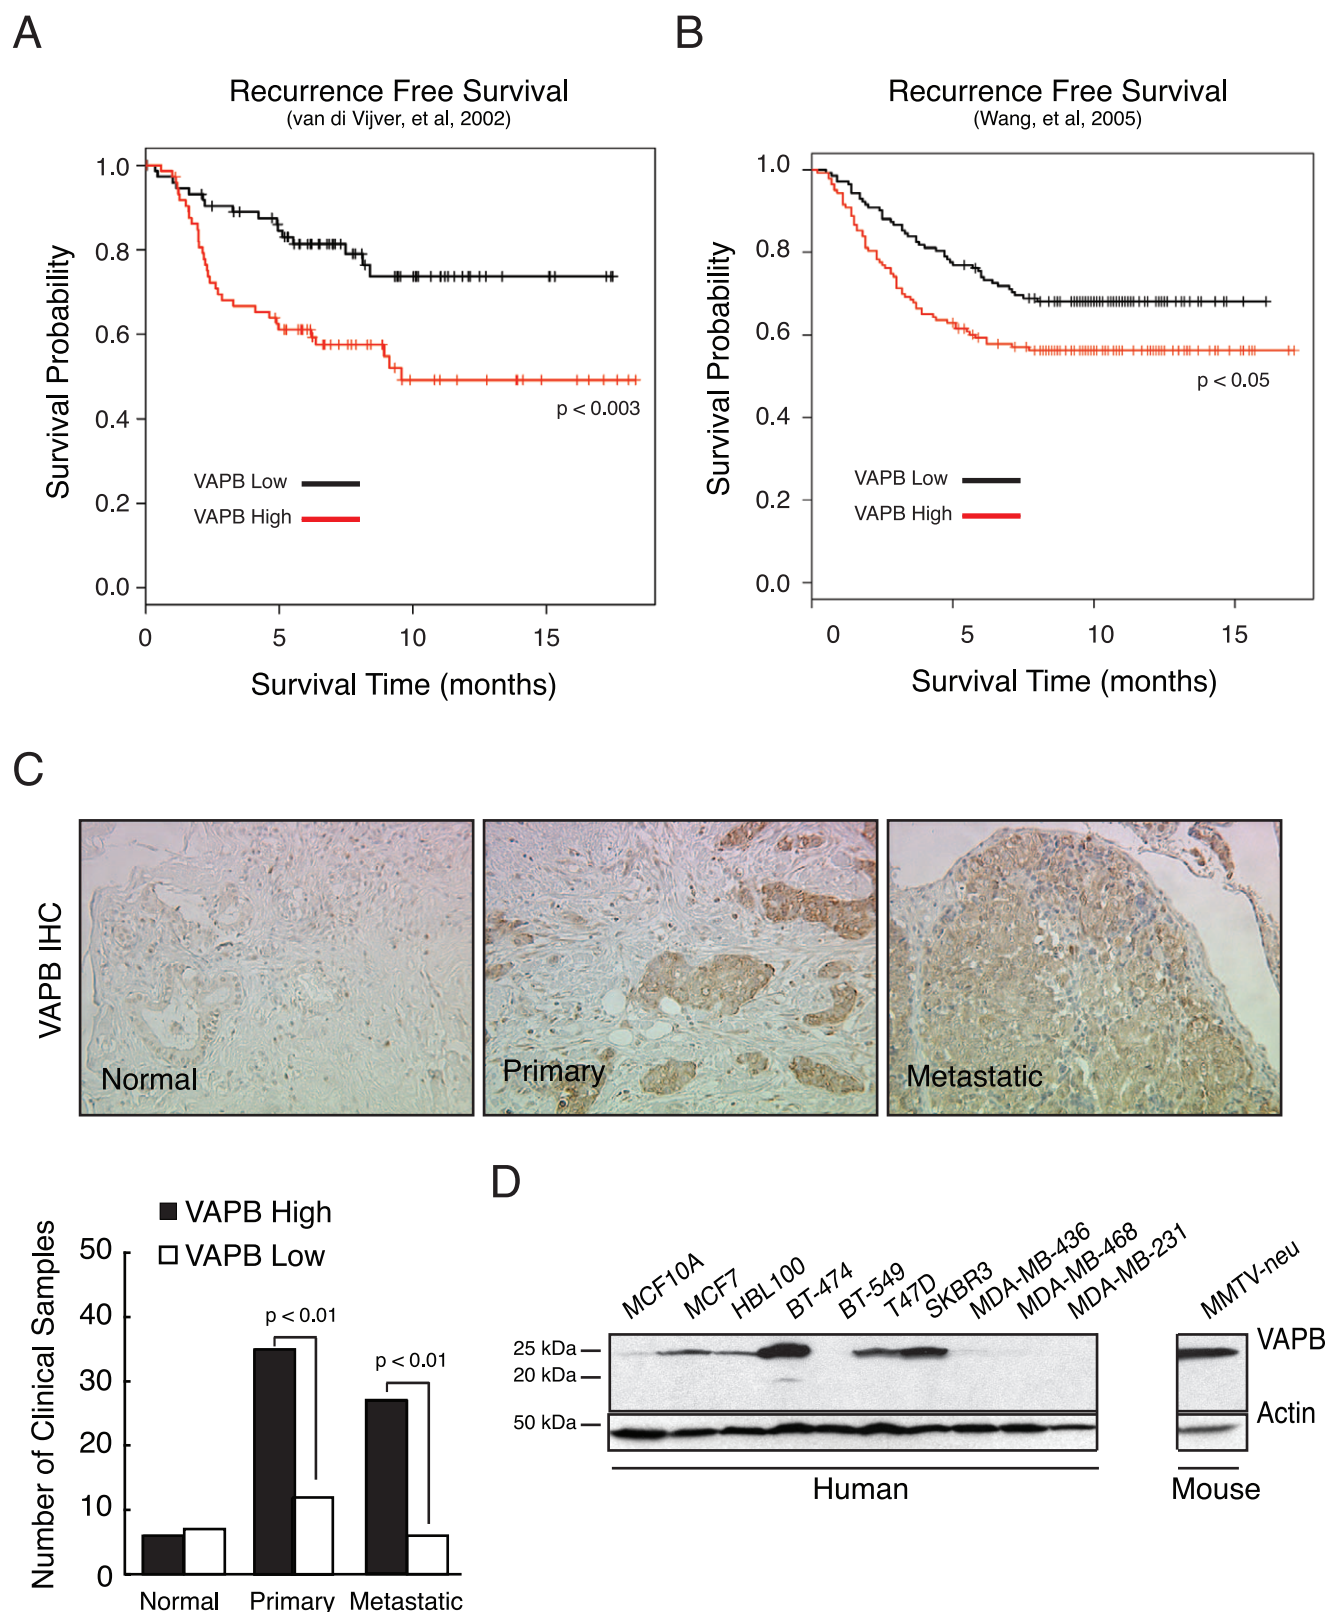 A
Recurrence Free Survival
(van di Vijver, et al, 2002)
Survival Probability
1.0
0.8
0.6
0.4
0.2
0.0
p < 0.003
VAPB Low
VAPB High
0 5 10 15
Survival Time (months)
B
Recurrence Free Survival
(Wang, et al, 2005)
Survival Probability
1.0
0.8
0.6
0.4
0.2
0.0
p < 0.05
VAPB Low
VAPB High
0 5 10 15
Survival Time (months)
C
VAPB IHC
Normal
Primary
Metastatic
VAPB High
VAPB Low
Number of Clinical Samples
50
40
30
20
10
0
p < 0.01
p < 0.01
Normal Primary Metastatic
D
MCF10A MCF7 HBL100 BT-474 BT-549 T47D SKBR3 MDA-MB-436 MDA-MB-468 MDA-MB-231 MMTV-neu
25 kDa
20 kDa
50 kDa
VAPB
Actin
Human
Mouse